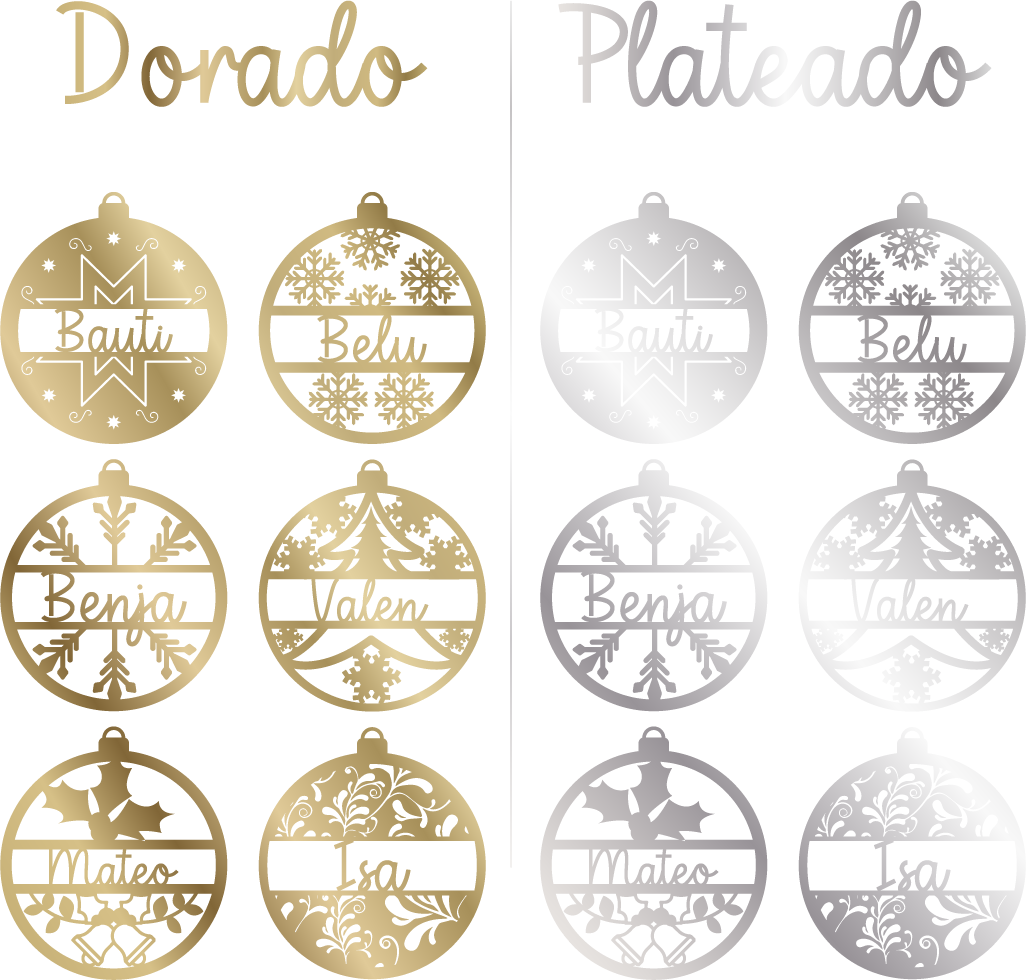 Dorado
Plateado
Bauti
Belu
Bauti
Belu
Benja
Valen
Benja
Valen
Mateo
Isa
Mateo
Isa